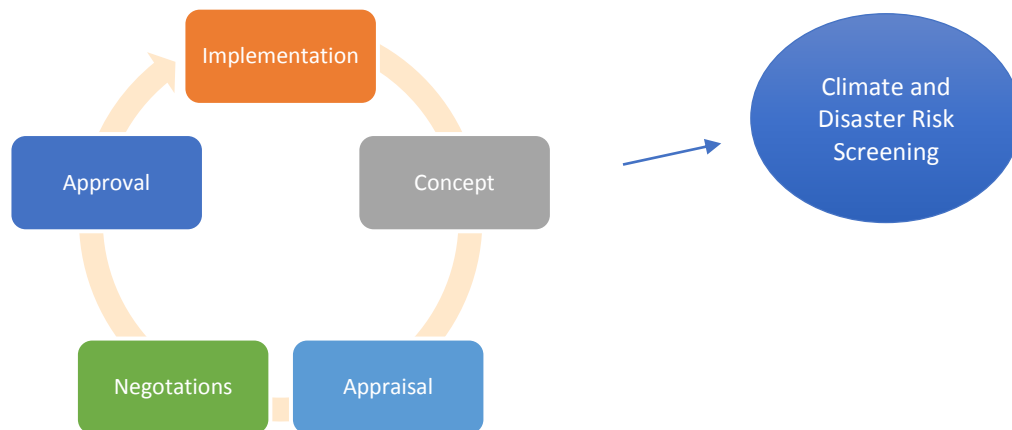 Implementation
Climate and
Disaster Risk
Screening
Approval
Concept
Negotations
Appraisal